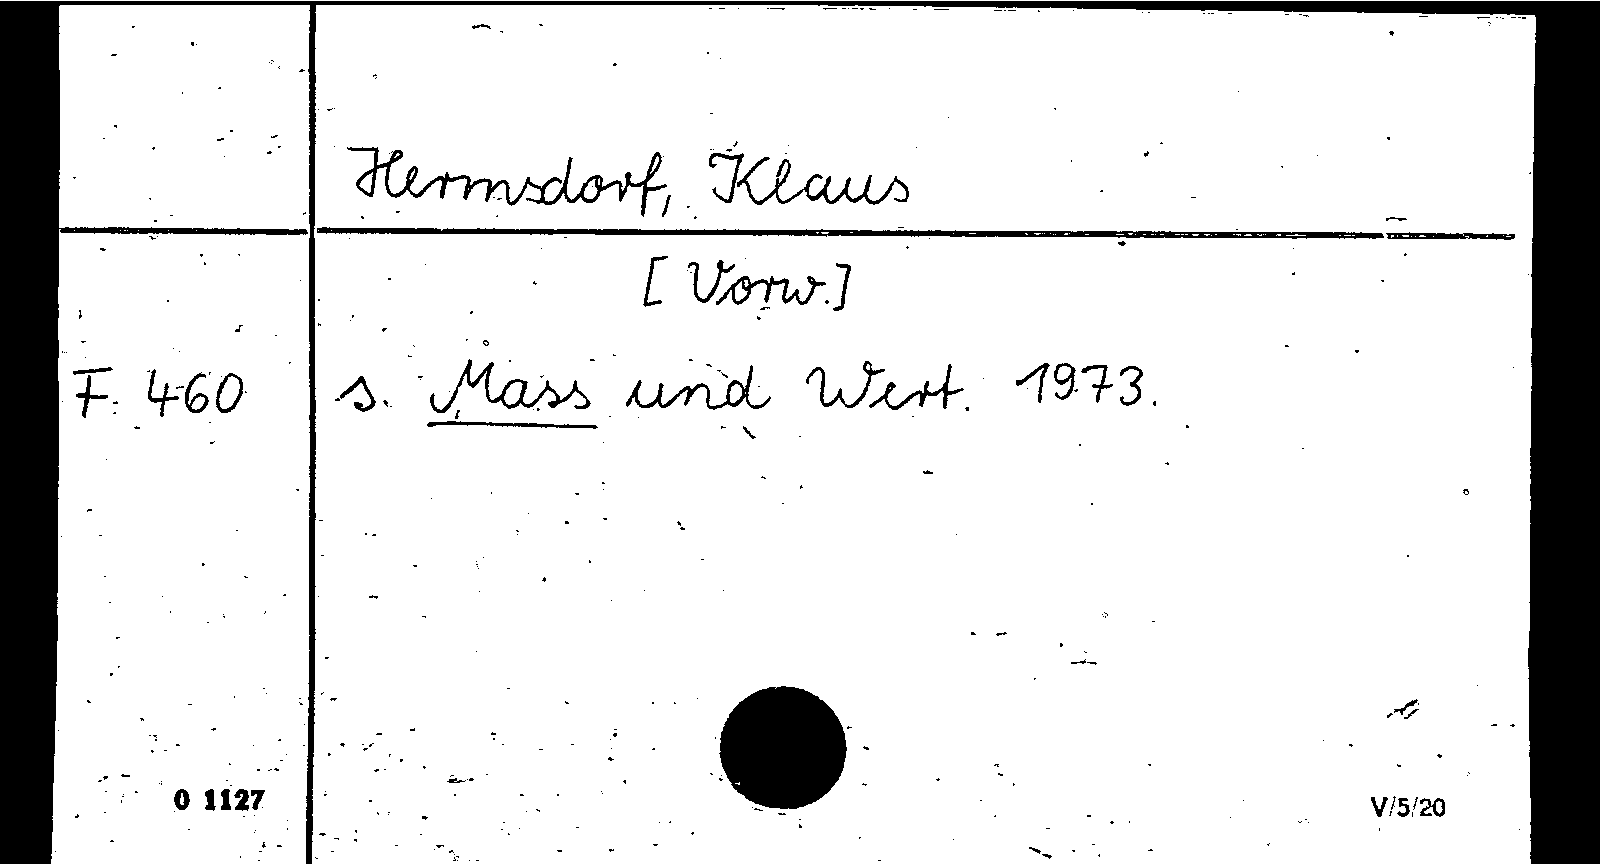 Hermsdorf, Klaus
[Vorw.]
F. 460 s. Mass und Wert. 1973.
0 1127
V/5/20